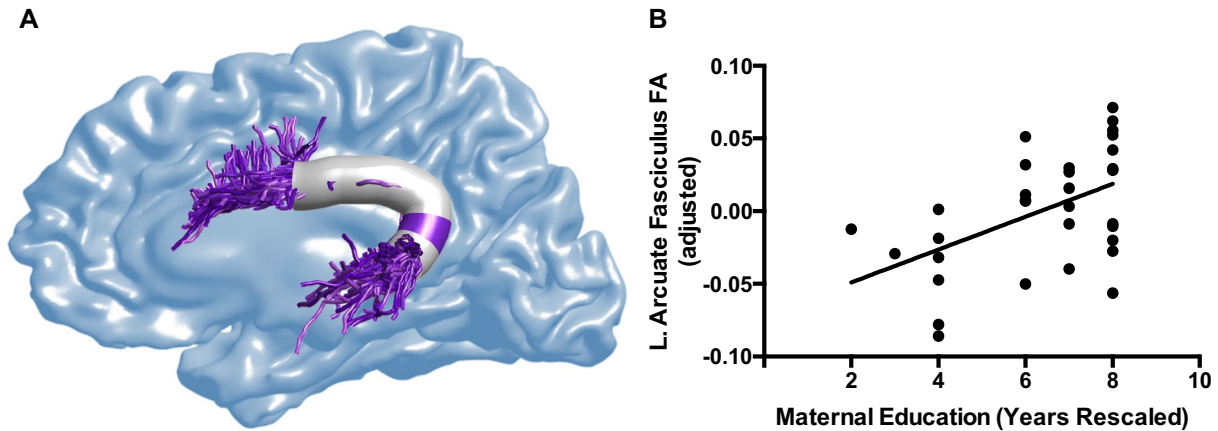 A
B
L. Arcuate Fasciculus FA
(adjusted)
0.10
0.05
0.00
-0.05
-0.10
2
4
6
8
10
Maternal Education (Years Rescaled)